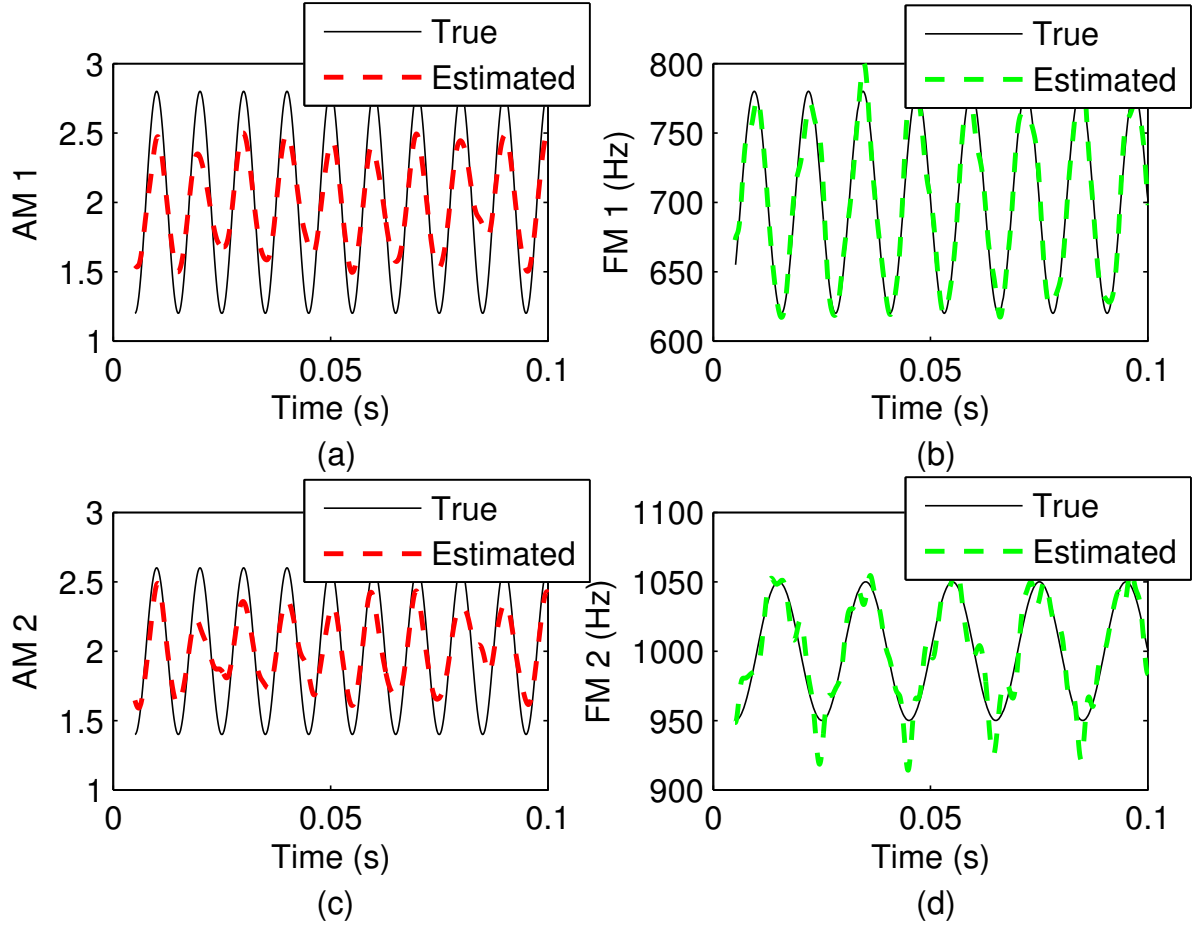 True
Estimated
3
2.5
2
1.5
1
AM 1
0
0.05
0.1
Time (s)
(a)
True
Estimated
800
750
700
650
600
FM 1 (Hz)
0
0.05
0.1
Time (s)
(b)
True
Estimated
3
2.5
2
1.5
1
AM 2
0
0.05
0.1
Time (s)
(c)
True
Estimated
1100
1050
1000
950
900
FM 2 (Hz)
0
0.05
0.1
Time (s)
(d)